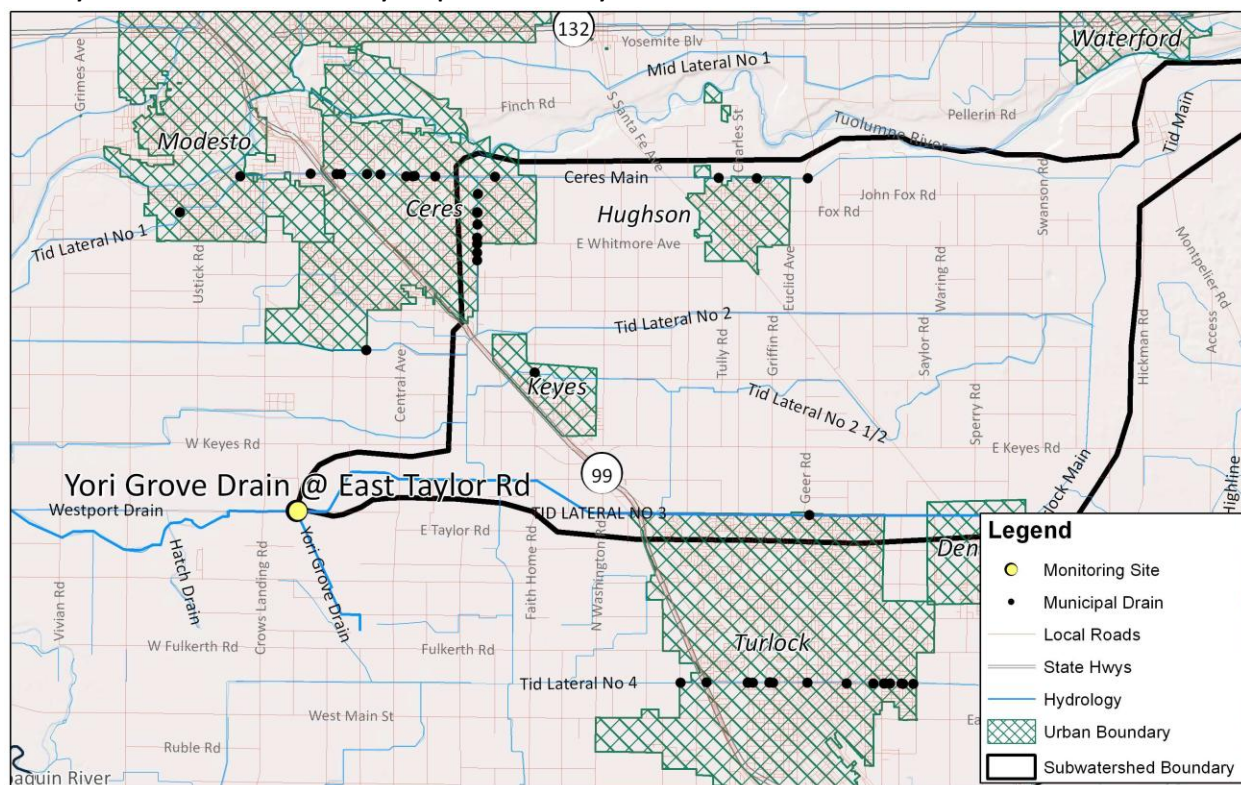 132
Yosemite Blv
Waterford
Grimes Ave
Mid Lateral No 1
Finch Rd
S Santa Fe Ave
Pellerin Rd
Charles St
Tuolumne River
Tid Main
Modesto
Ceres Main
John Fox Rd
Swanson Rd
Ceres
Hughson
Fox Rd
Tid Lateral No 1
E Whitmore Ave
Ustick Rd
Euclid Ave
Waring Rd
Montpelier Rd
Tid Lateral No 2
Central Ave
Tully Rd
Griffin Rd
Saylor Rd
Hickman Rd
Access
Keyes
Tid Lateral No 2 1/2
Sperry Rd
W Keyes Rd
E Keyes Rd
99
Yori Grove Drain @ East Taylor Rd
Geer Rd
Highline
Westport Drain
TID LATERAL NO 3
E Taylor Rd
Hatch Drain
Crows Landing Rd
Yori Grove Drain
Faith Home Rd
N Washington Rd
Vivian Rd
W Fulkerth Rd
Fulkerth Rd
Turlock
Tid Lateral No 4
West Main St
Ruble Rd
Legend
Monitoring Site
Municipal Drain
Local Roads
State Hwys
Hydrology
Urban Boundary
Subwatershed Boundary